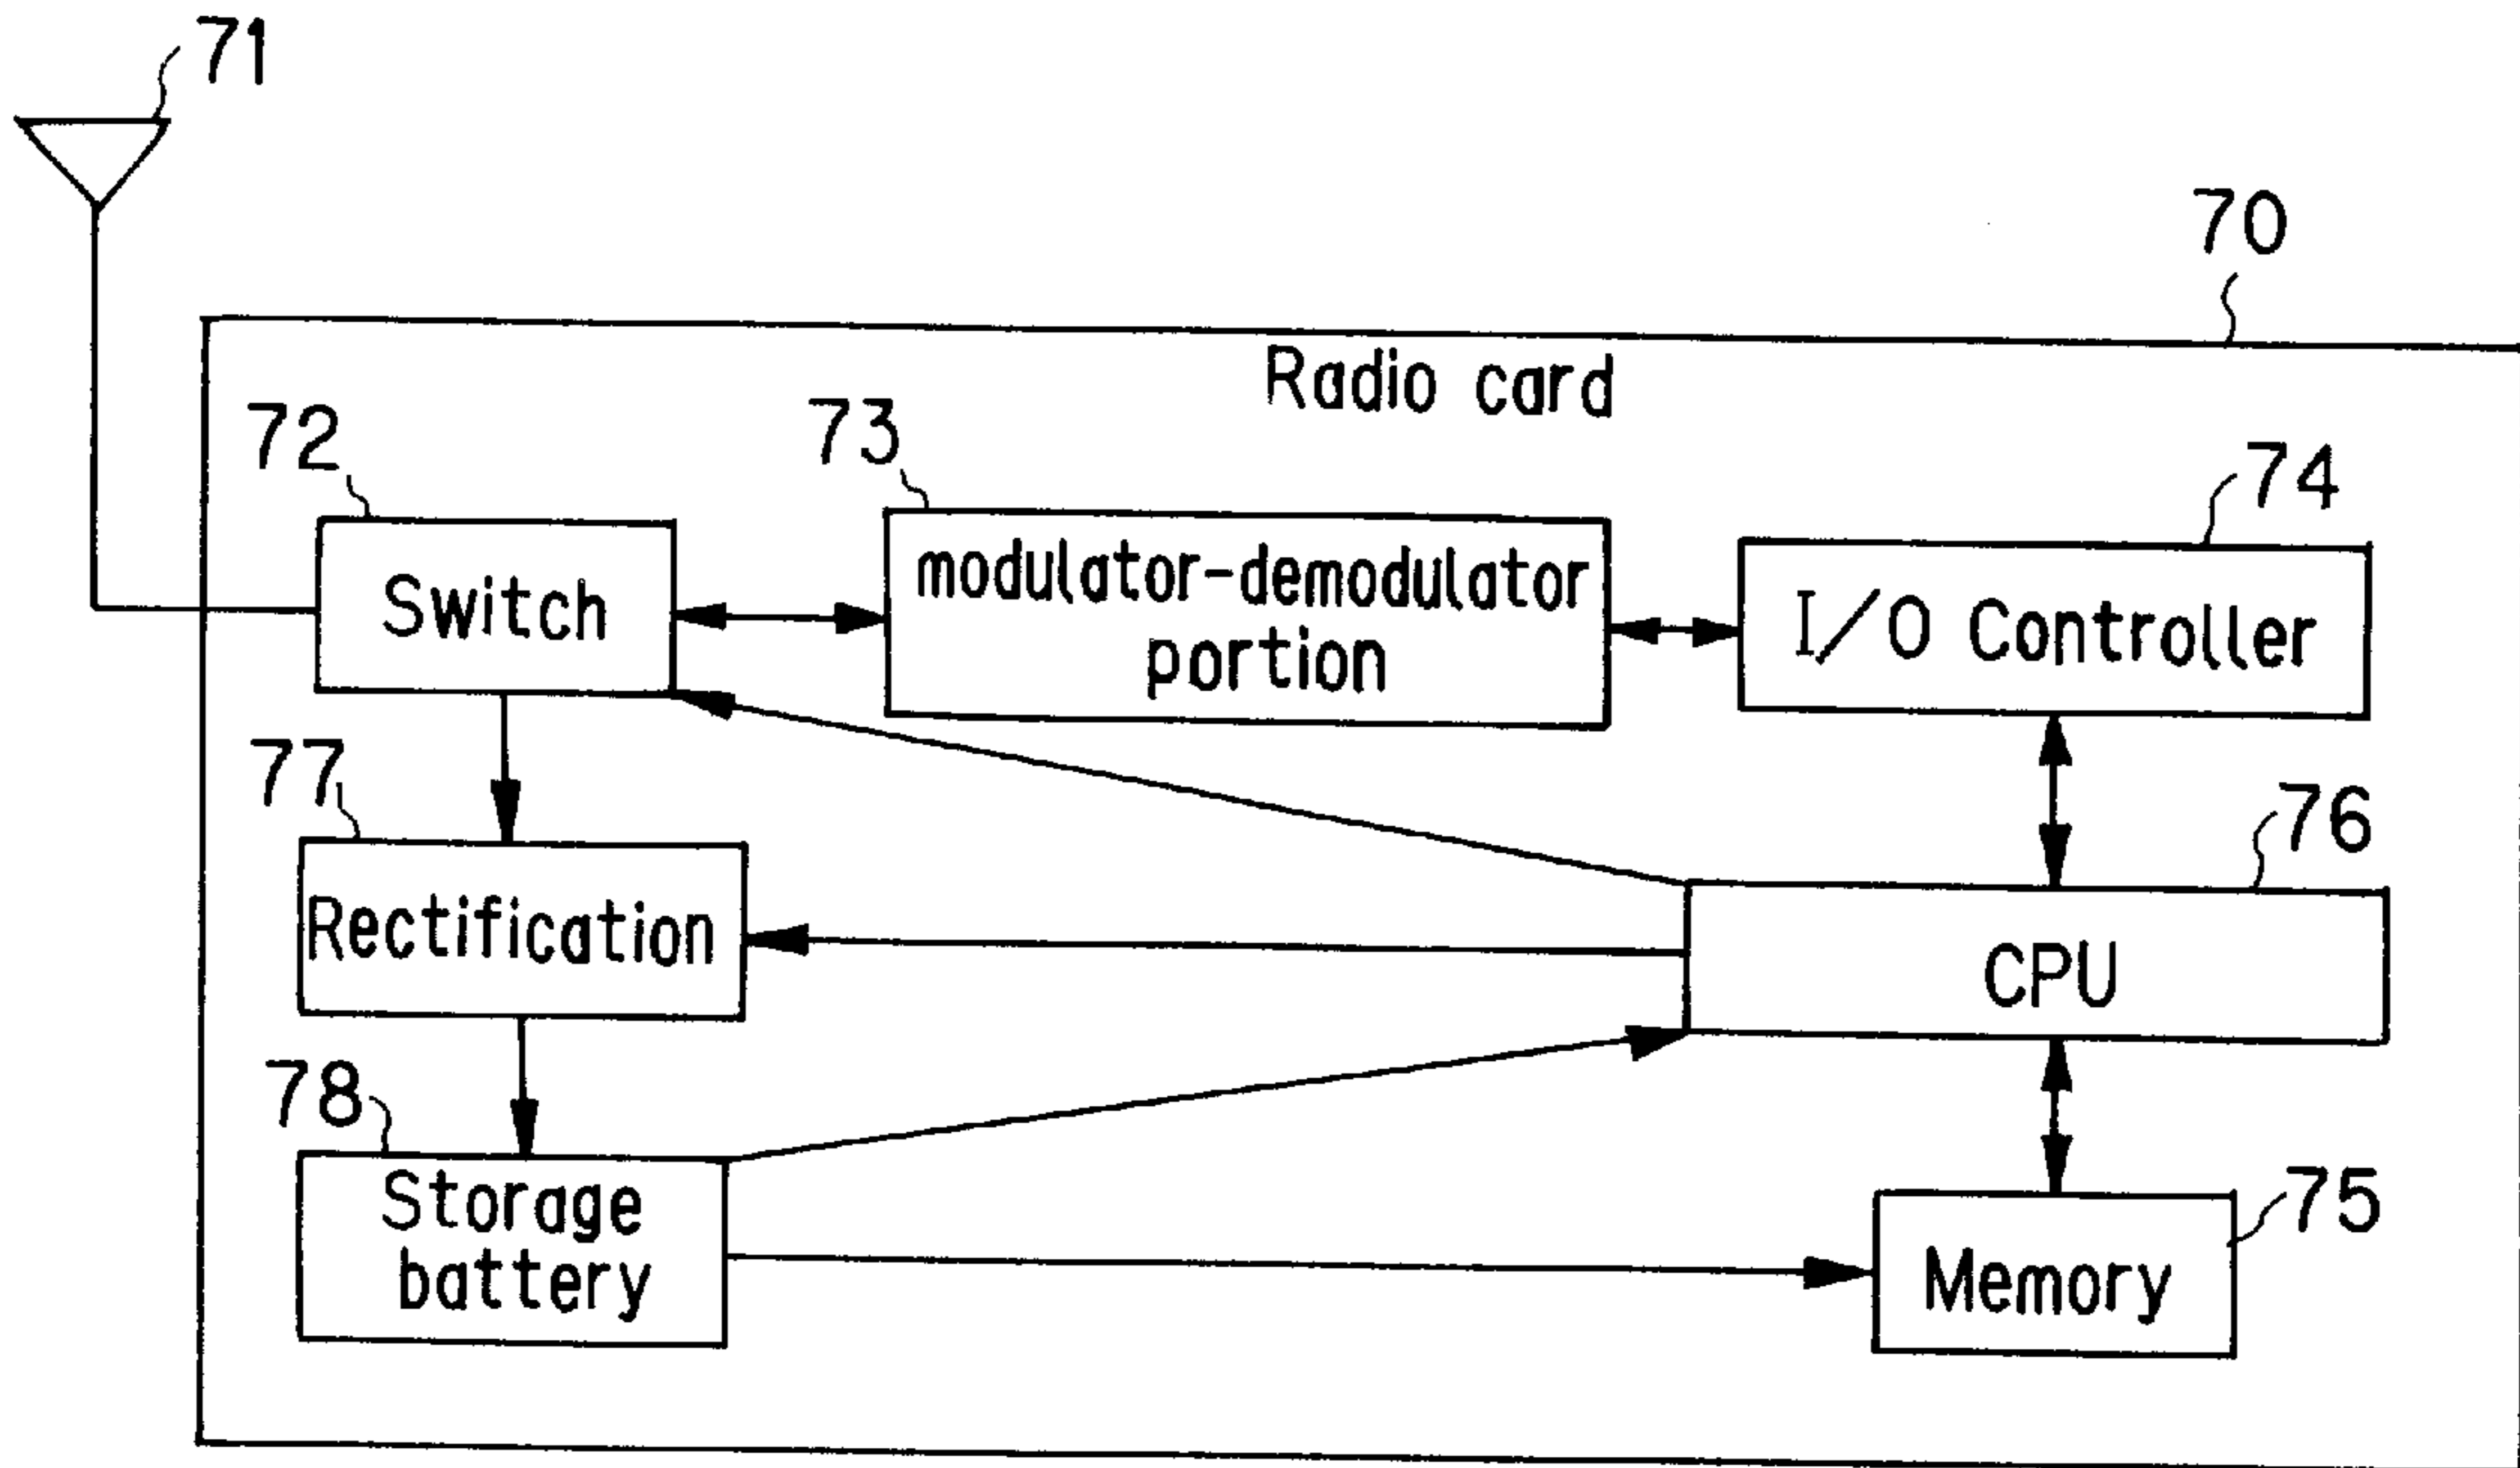 71
70
Radio card
72
73
74
Switch
modulator-demodulator
portion
I/O Controller
77
76
Rectification
CPU
78
Storage
battery
75
Memory